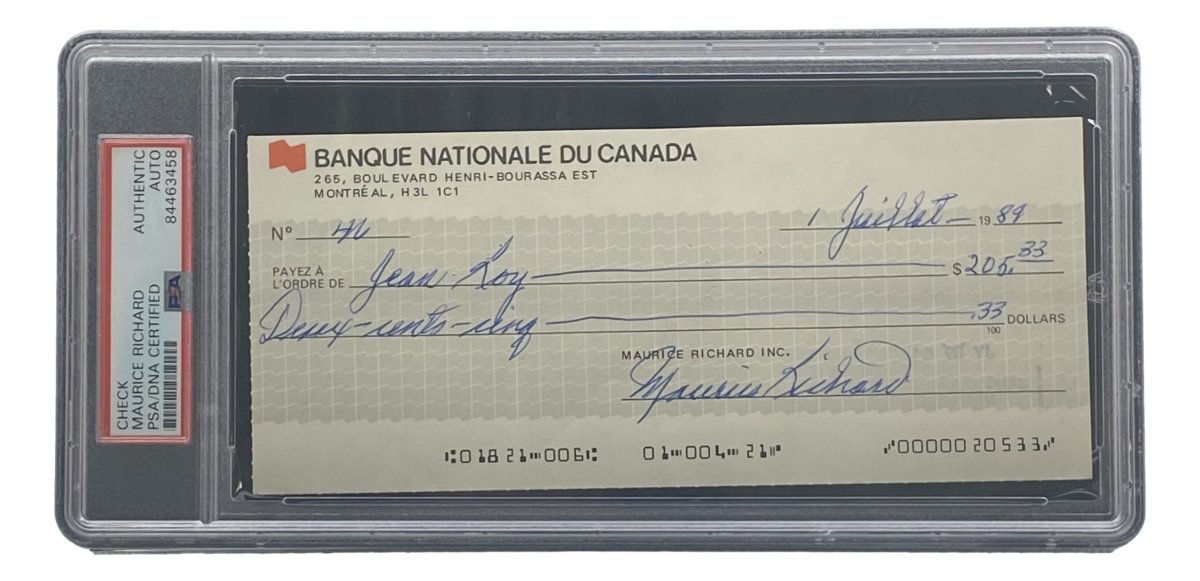 CHECK
MAURICE RICHARD
PSA/DNA CERTIFIED
AUTHENTIC
AUTO
84463458
PSA
BANQUE NATIONALE DU CANADA
265, BOULEVARD HENRI-BOURASSA EST
MONTRÉAL, H3L 1C1
Nº 46
1 Juillet 1989
PAYEZ À
L'ORDRE DE Jean Roy $ 205.33
Deux-cents-cinq .33/100 DOLLARS
MAURICE RICHARD INC.
Maurice Richard
⑆01821⑉006⑆ 01⑉004⑉21⑈ ⑇0000020533⑇